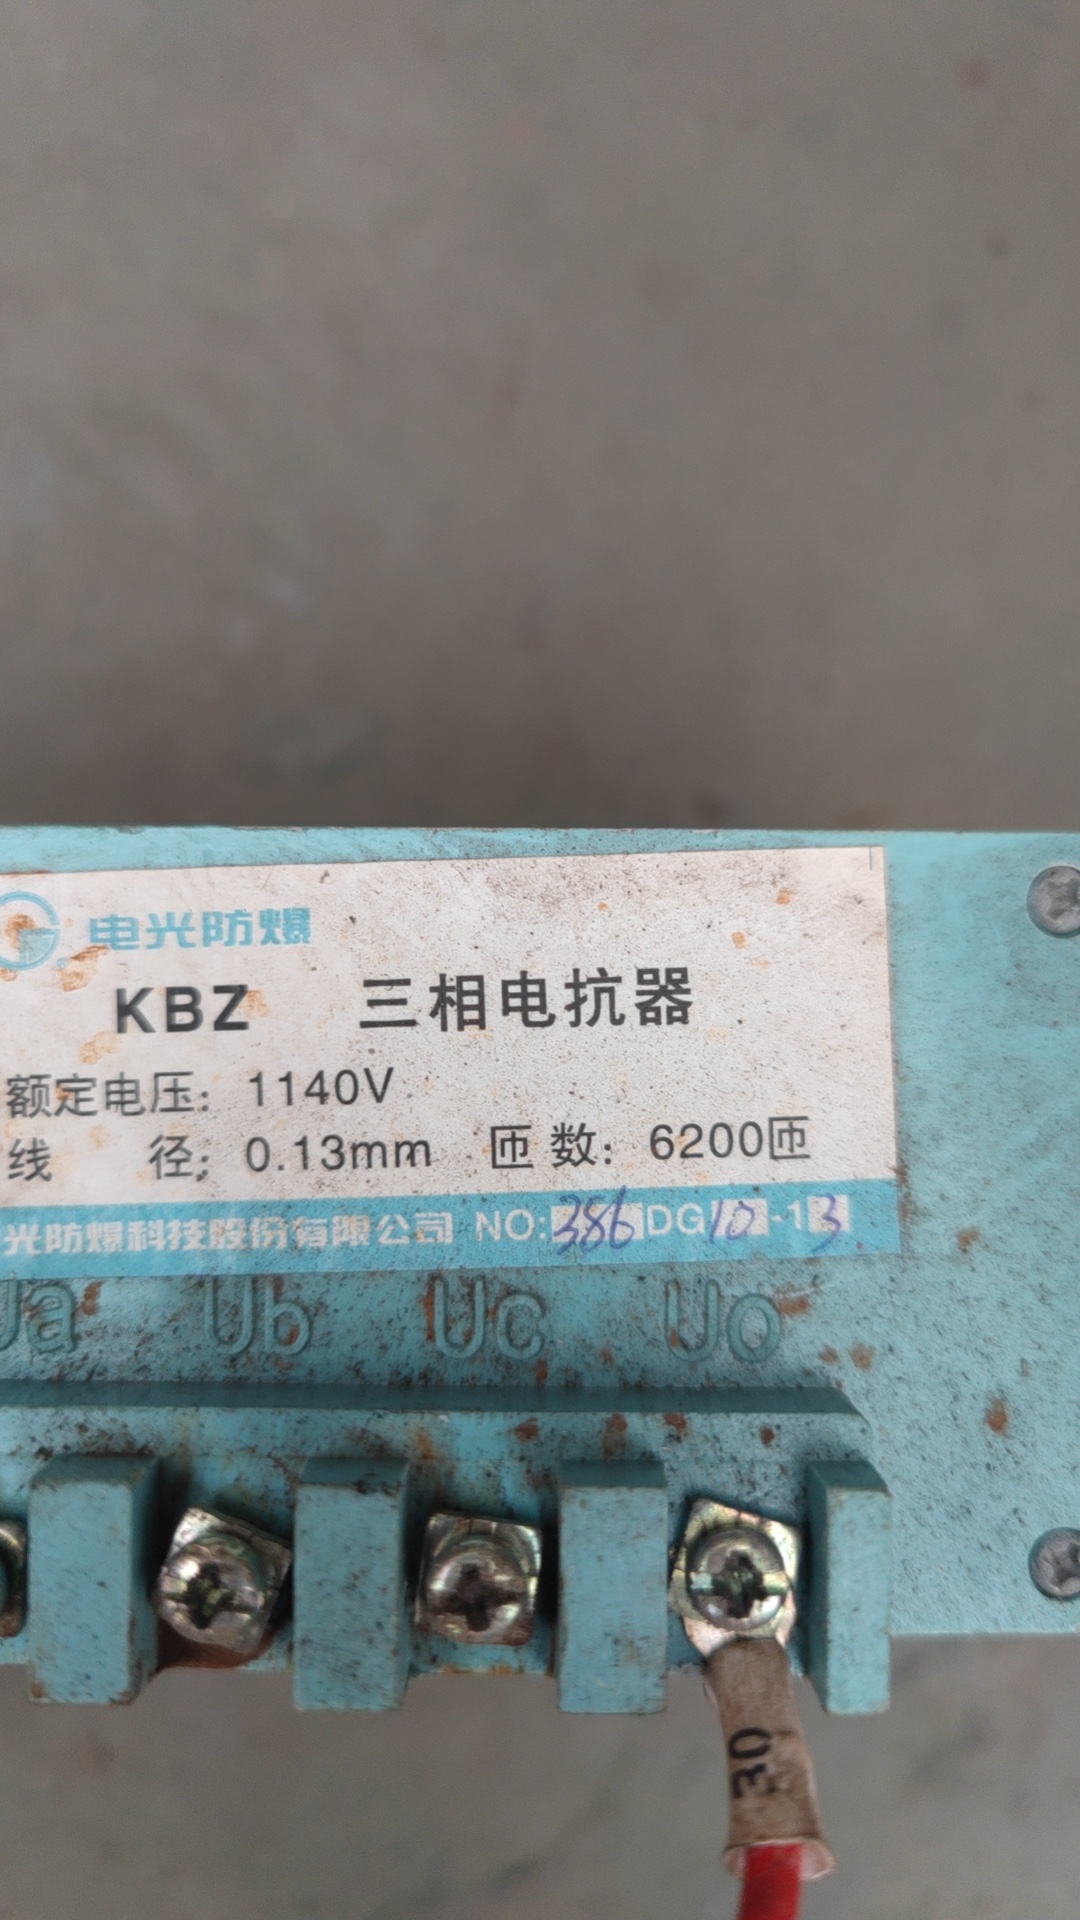 电光防爆
KBZ 三相电抗器
额定电压: 1140V
线 径: 0.13mm 匝数: 6200匝
光防爆科技股份有限公司 NO:386DG10-13
Ua Ub Uc Uo
30